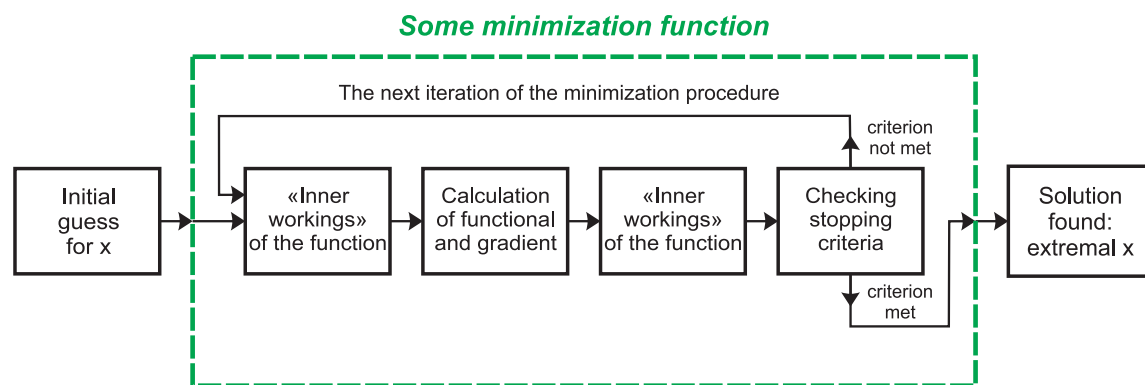 Some minimization function
The next iteration of the minimization procedure
criterion
not met
Initial
guess
for x
«Inner
workings»
of the function
Calculation
of functional
and gradient
«Inner
workings»
of the function
Checking
stopping
criteria
Solution
found:
extremal x
criterion
met